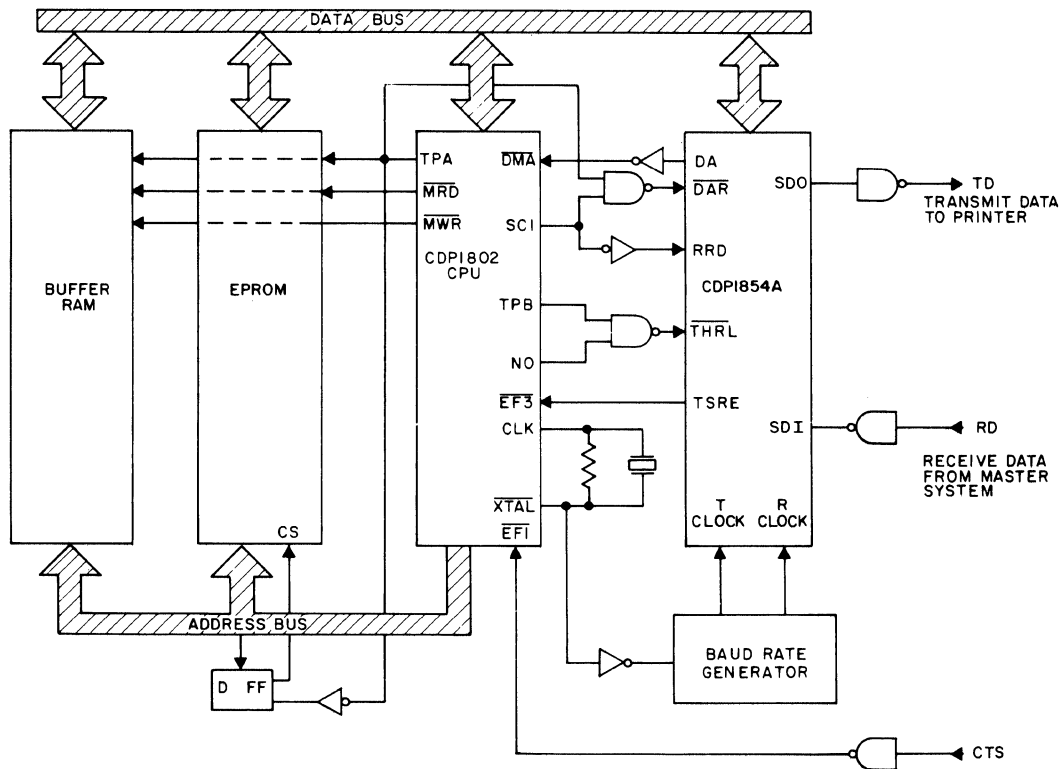 DATA BUS
TPA
DMA
DA
DAR
SDO
TD
TRANSMIT DATA
TO PRINTER
MRD
MWR
SCI
RRD
CDP1802
CPU
CDP1854A
BUFFER
RAM
EPROM
TPB
THRL
NO
EF3
TSRE
CLK
SDI
RD
RECEIVE DATA
FROM MASTER
SYSTEM
XTAL
T
CLOCK
R
CLOCK
EF1
CS
ADDRESS BUS
D FF
BAUD RATE
GENERATOR
CTS